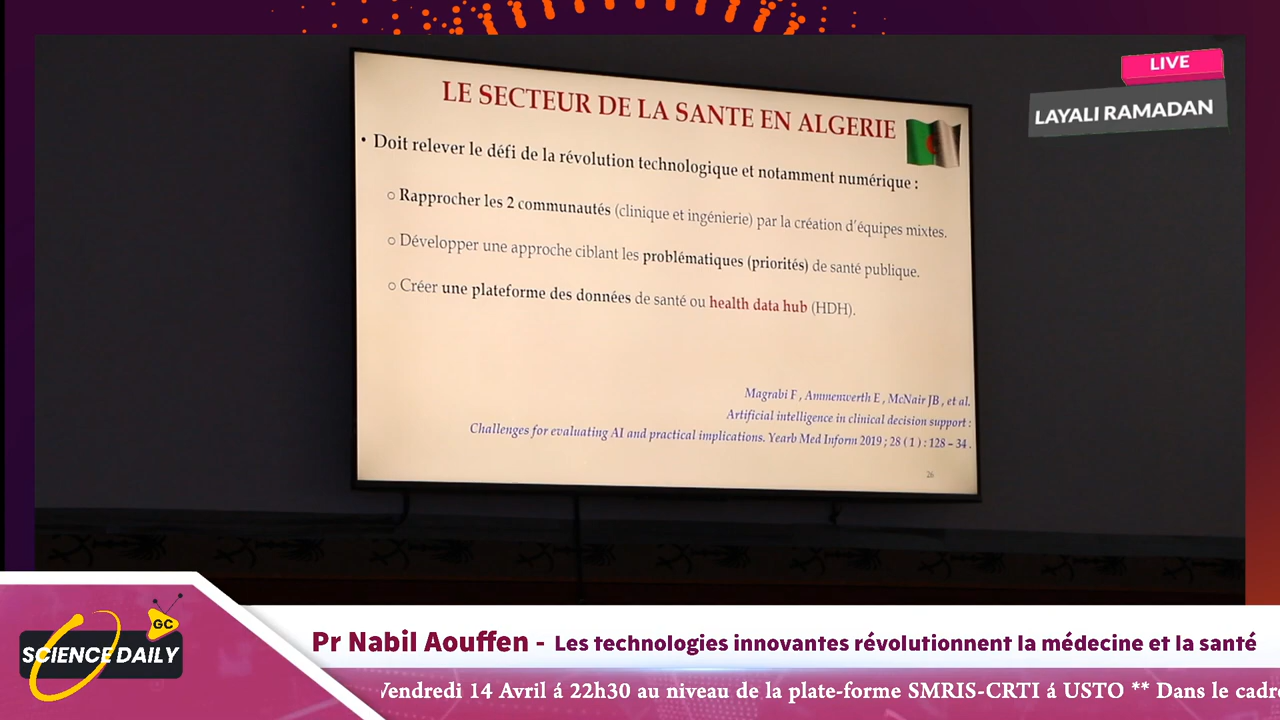 LIVE
LAYALI RAMADAN
LE SECTEUR DE LA SANTE EN ALGERIE
• Doit relever le défi de la révolution technologique et notamment numérique :
○ Rapprocher les 2 communautés (clinique et ingénierie) par la création d'équipes mixtes.
○ Développer une approche ciblant les problématiques (priorités) de santé publique.
○ Créer une plateforme des données de santé ou health data hub (HDH).
Magrabi F , Ammenwerth E , McNair JB , et al.
Artificial intelligence in clinical decision support :
Challenges for evaluating AI and practical implications. Yearb Med Inform 2019 ; 28 ( 1 ) : 128 – 34 .
26
GC
SCIENCE DAILY
Pr Nabil Aouffen - Les technologies innovantes révolutionnent la médecine et la santé
Vendredi 14 Avril á 22h30 au niveau de la plate-forme SMRIS-CRTI á USTO ** Dans le cadre